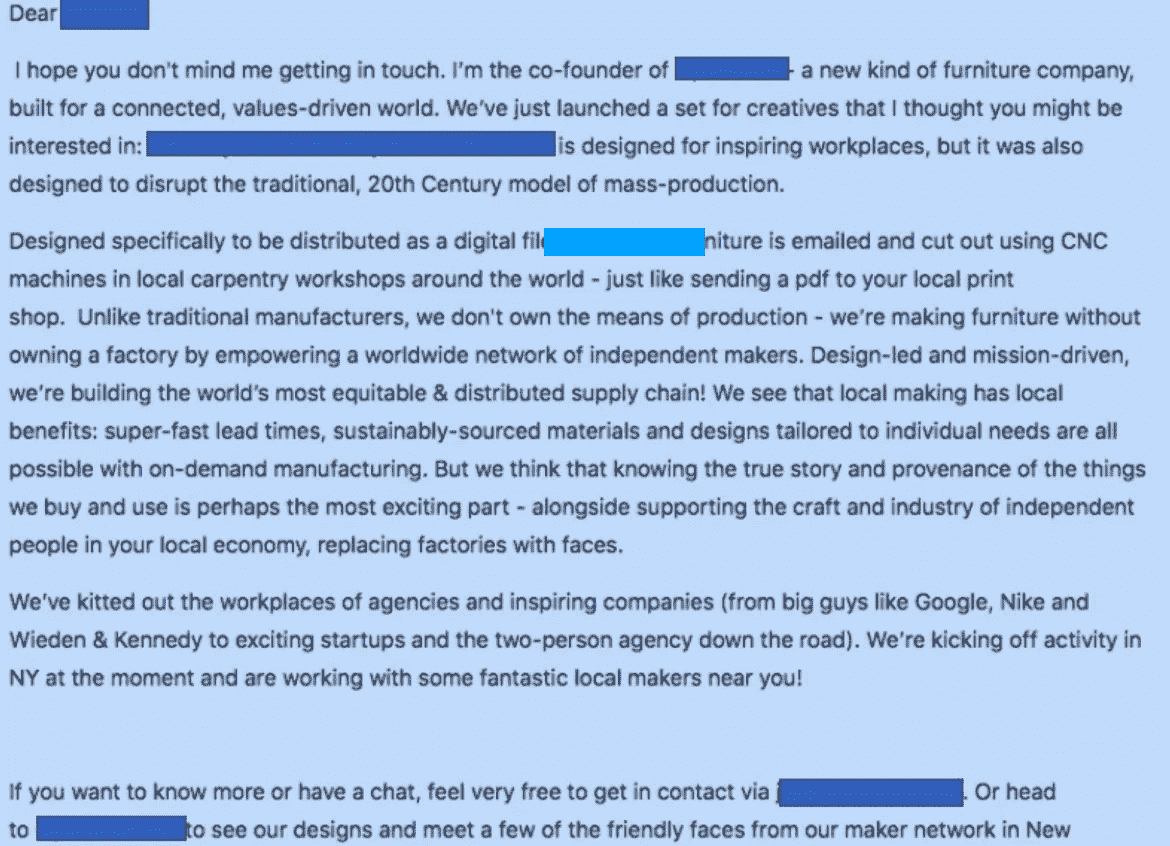 Dear
I hope you don't mind me getting in touch. I'm the co-founder of - a new kind of furniture company,
built for a connected, values-driven world. We've just launched a set for creatives that I thought you might be
interested in: is designed for inspiring workplaces, but it was also
designed to disrupt the traditional, 20th Century model of mass-production.
Designed specifically to be distributed as a digital file niture is emailed and cut out using CNC
machines in local carpentry workshops around the world - just like sending a pdf to your local print
shop. Unlike traditional manufacturers, we don't own the means of production - we're making furniture without
owning a factory by empowering a worldwide network of independent makers. Design-led and mission-driven,
we're building the world's most equitable & distributed supply chain! We see that local making has local
benefits: super-fast lead times, sustainably-sourced materials and designs tailored to individual needs are all
possible with on-demand manufacturing. But we think that knowing the true story and provenance of the things
we buy and use is perhaps the most exciting part - alongside supporting the craft and industry of independent
people in your local economy, replacing factories with faces.
We've kitted out the workplaces of agencies and inspiring companies (from big guys like Google, Nike and
Wieden & Kennedy to exciting startups and the two-person agency down the road). We're kicking off activity in
NY at the moment and are working with some fantastic local makers near you!
If you want to know more or have a chat, feel very free to get in contact via . Or head
to to see our designs and meet a few of the friendly faces from our maker network in New